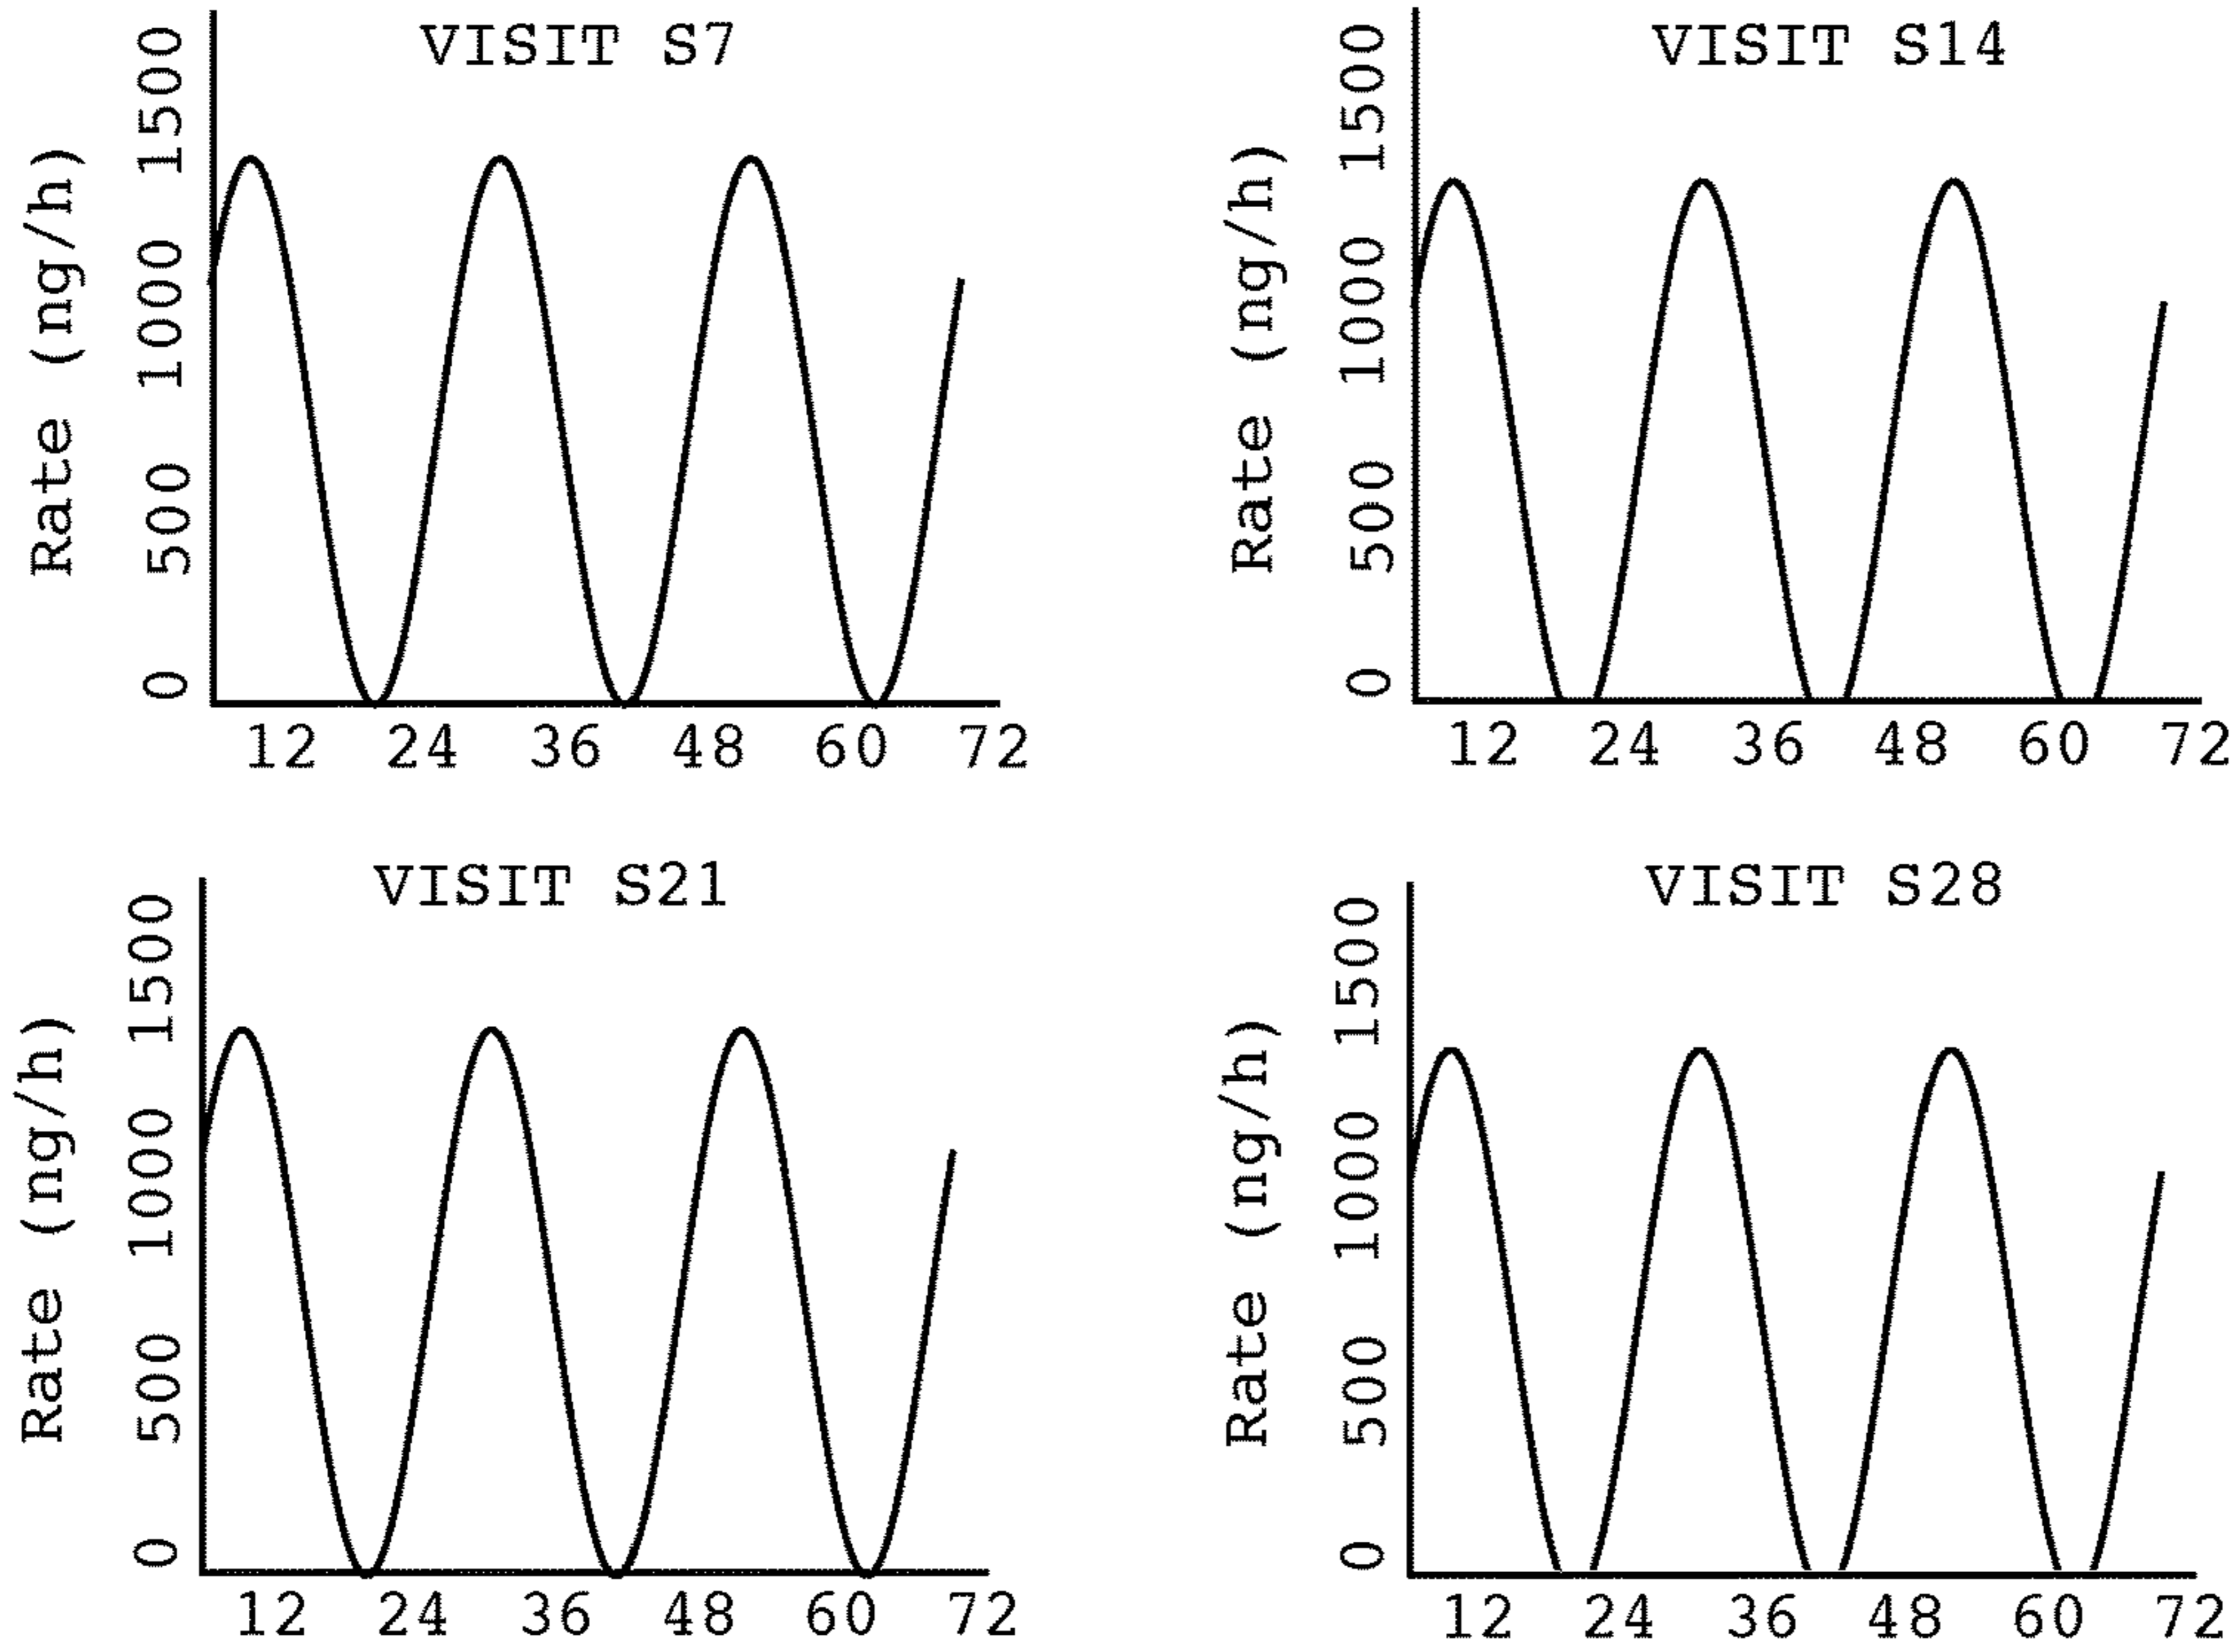 VISIT S7
Rate (ng/h)
1500
1000
500
0
12 24 36 48 60 72
VISIT S14
Rate (ng/h)
1500
1000
500
0
12 24 36 48 60 72
VISIT S21
Rate (ng/h)
1500
1000
500
0
12 24 36 48 60 72
VISIT S28
Rate (ng/h)
1500
1000
500
0
12 24 36 48 60 72